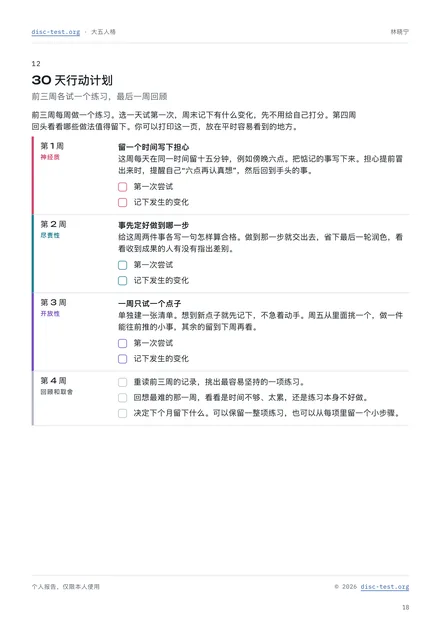 disc-test.org · 大五人格
林晓宁
12
30 天行动计划
前三周各试一个练习，最后一周回顾
前三周每周做一个练习。选一天试第一次，周末记下有什么变化，先不用给自己打分。第四周
回头看看哪些做法值得留下。你可以打印这一页，放在平时容易看到的地方。
第 1 周
神经质
留一个时间写下担心
这周每天在同一时间留十五分钟，例如傍晚六点。把惦记的事写下来。担心提前冒
出来时，提醒自己“六点再认真想”，然后回到手头的事。
第一次尝试
记下发生的变化
第 2 周
尽责性
事先定好做到哪一步
给这周两件事各写一句怎样算合格。做到那一步就交出去，省下最后一轮润色，看
看收到成果的人有没有指出差别。
第一次尝试
记下发生的变化
第 3 周
开放性
一周只试一个点子
单独建一张清单。想到新点子就先记下，不急着动手。周五从里面挑一个，做一件
能往前推的小事，其余的留到下周再看。
第一次尝试
记下发生的变化
第 4 周
回顾和取舍
重读前三周的记录，挑出最容易坚持的一项练习。
回想最难的那一周，看看是时间不够、太累，还是练习本身不好做。
决定下个月留下什么。可以保留一整项练习，也可以从每项里留一个小步骤。
个人报告，仅限本人使用
© 2026 disc-test.org
18